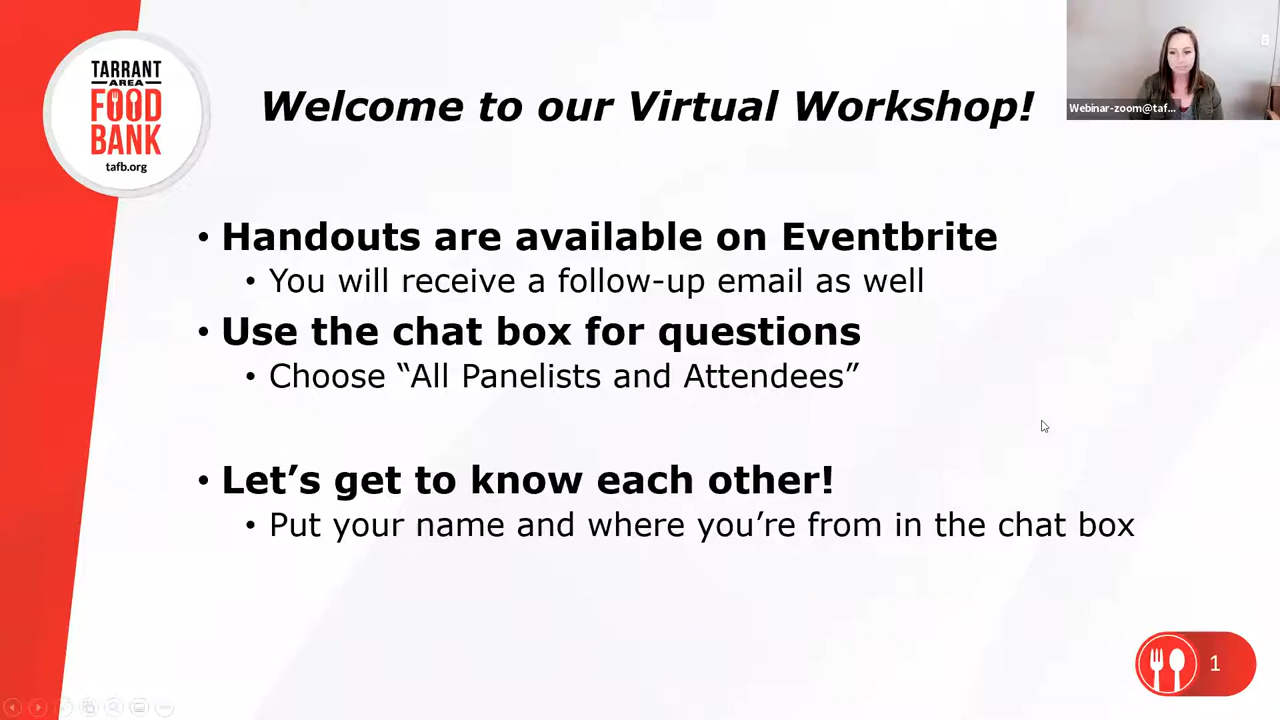 TARRANT
AREA
FOOD
BANK
tafb.org
Welcome to our Virtual Workshop!
Webinar-zoom@taf...
• Handouts are available on Eventbrite
• You will receive a follow-up email as well
• Use the chat box for questions
• Choose “All Panelists and Attendees”
• Let’s get to know each other!
• Put your name and where you’re from in the chat box
1